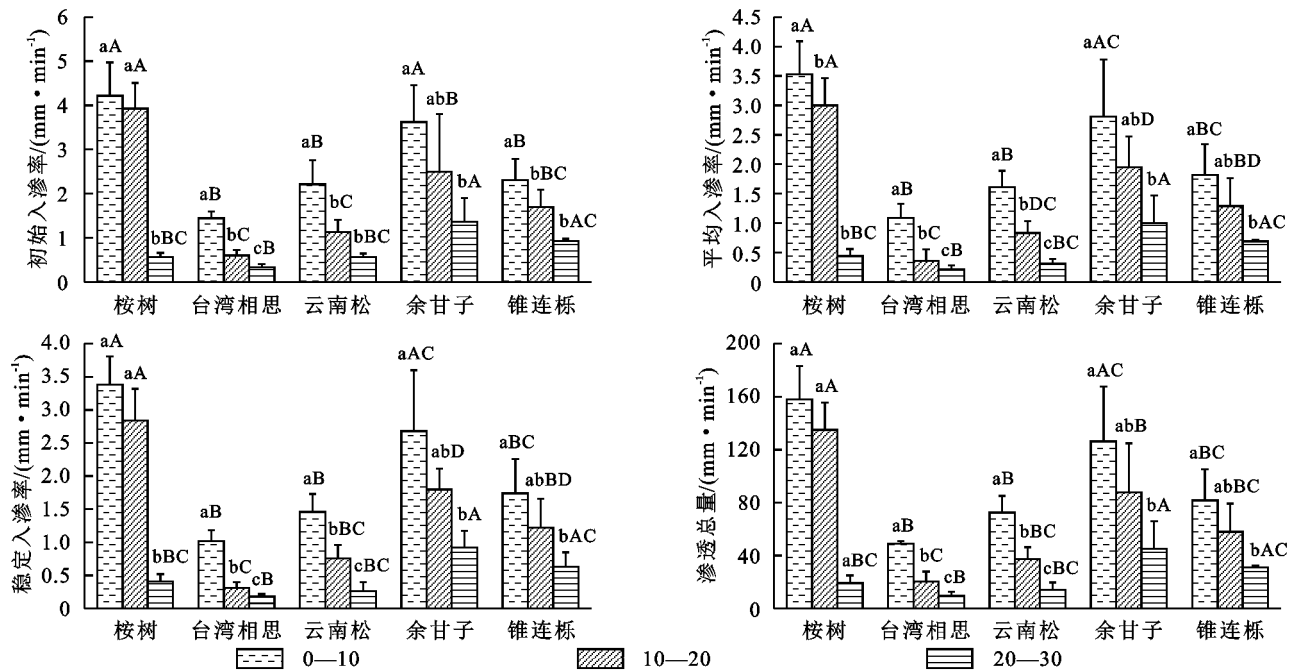 初始入渗率/(mm·min⁻¹)
6
5
4
3
2
1
0
aA
aA
bBC
aB
bC
cB
aB
bC
bBC
aA
abB
bA
aB
bBC
bAC
桉树 台湾相思 云南松 余甘子 锥连栎
平均入渗率/(mm·min⁻¹)
4.5
4.0
3.5
3.0
2.5
2.0
1.5
1.0
0.5
0
aA
bA
bBC
aB
bC
cB
aB
bDC
cBC
aAC
abD
bA
aBC
abBD
bAC
桉树 台湾相思 云南松 余甘子 锥连栎
稳定入渗率/(mm·min⁻¹)
4.0
3.5
3.0
2.5
2.0
1.5
1.0
0.5
0
aA
aA
bBC
aB
bC
cB
aB
bBC
cBC
aAC
abD
bA
aBC
abBD
bAC
桉树 台湾相思 云南松 余甘子 锥连栎
渗透总量/(mm·min⁻¹)
200
160
120
80
40
0
aA
aA
aBC
aB
bC
cB
aB
bBC
cBC
aAC
abB
bA
aBC
abBC
bAC
桉树 台湾相思 云南松 余甘子 锥连栎
0—10 10—20 20—30